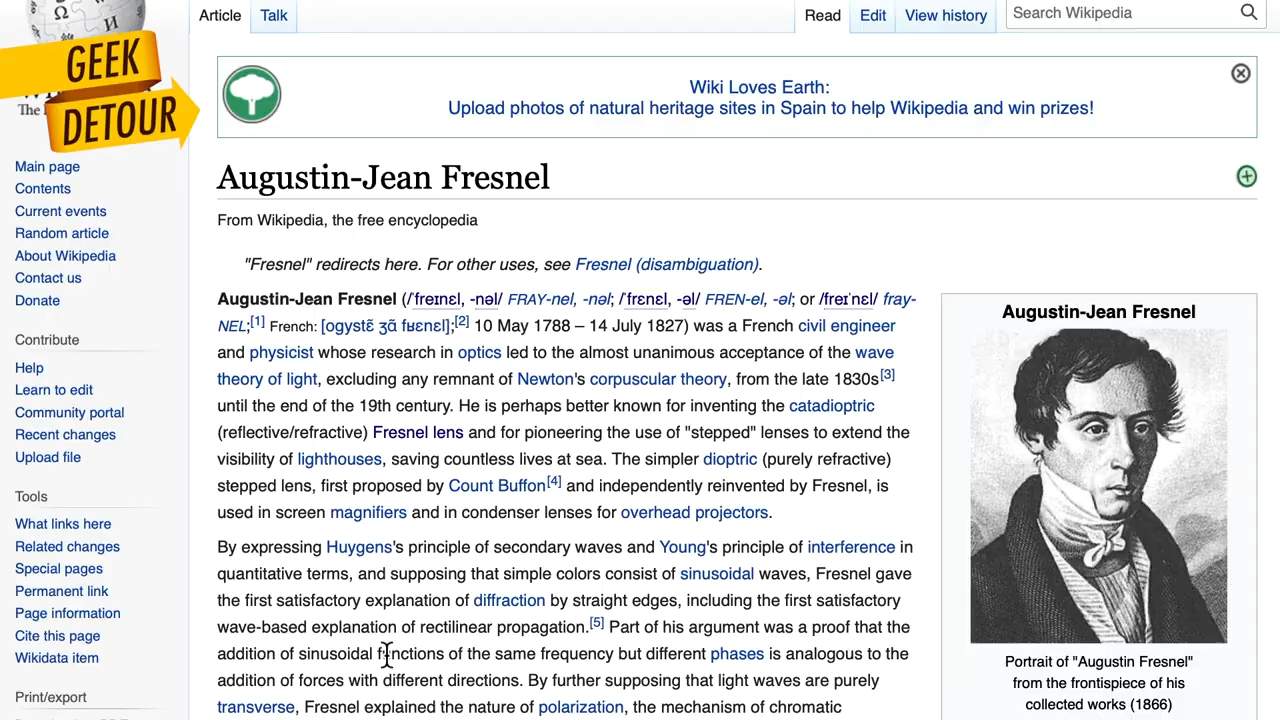 Article
Talk
Read
Edit
View history
Search Wikipedia
GEEK
DETOUR
The
Main page
Contents
Current events
Random article
About Wikipedia
Contact us
Donate
Contribute
Help
Learn to edit
Community portal
Recent changes
Upload file
Tools
What links here
Related changes
Special pages
Permanent link
Page information
Cite this page
Wikidata item
Print/export
Wiki Loves Earth:
Upload photos of natural heritage sites in Spain to help Wikipedia and win prizes!
Augustin-Jean Fresnel
From Wikipedia, the free encyclopedia
"Fresnel" redirects here. For other uses, see Fresnel (disambiguation).
Augustin-Jean Fresnel (/ˈfreɪnɛl, -nəl/ FRAY-nel, -nəl; /ˈfrɛnɛl, -əl/ FREN-el, -əl; or /freɪˈnɛl/ fray-
NEL;[1] French: [ogystɛ̃ ʒɑ̃ fʁɛnɛl];[2] 10 May 1788 – 14 July 1827) was a French civil engineer
and physicist whose research in optics led to the almost unanimous acceptance of the wave
theory of light, excluding any remnant of Newton's corpuscular theory, from the late 1830s[3]
until the end of the 19th century. He is perhaps better known for inventing the catadioptric
(reflective/refractive) Fresnel lens and for pioneering the use of "stepped" lenses to extend the
visibility of lighthouses, saving countless lives at sea. The simpler dioptric (purely refractive)
stepped lens, first proposed by Count Buffon[4] and independently reinvented by Fresnel, is
used in screen magnifiers and in condenser lenses for overhead projectors.
By expressing Huygens's principle of secondary waves and Young's principle of interference in
quantitative terms, and supposing that simple colors consist of sinusoidal waves, Fresnel gave
the first satisfactory explanation of diffraction by straight edges, including the first satisfactory
wave-based explanation of rectilinear propagation.[5] Part of his argument was a proof that the
addition of sinusoidal functions of the same frequency but different phases is analogous to the
addition of forces with different directions. By further supposing that light waves are purely
transverse, Fresnel explained the nature of polarization, the mechanism of chromatic
Augustin-Jean Fresnel
Portrait of "Augustin Fresnel"
from the frontispiece of his
collected works (1866)